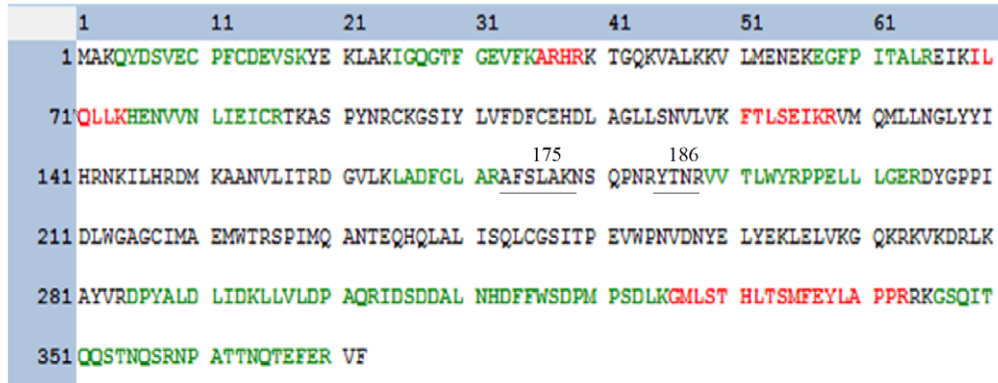 1 11 21 31 41 51 61
1 MAKQYDSVEC PFCDEVSKYE KLAKIGQGTF GEVFKARHRK TGQKVALKKV LMENEKEGFP ITALREIKIL
71 QLLKHENVVN LIEICRTKAS PYNRCKGSIY LVFDFCEHDL AGLLSNVLVK FTLSEIKRVM QMLLNGLYYI
175 186
141 HRNKILHRDM KAANVLITRD GVLKLADFGL ARAFSLAKNS QPNRYTNRVV TLWYRPPELL LGERDYGPPI
211 DLWGAGCIMA EMWTRSPIMQ ANTEQHQLAL ISQLCGSITP EVWPNVDNYE LYEKLELVKG QKRKVKDRLK
281 AYVRDPYALD LIDKLLVLDP AQRIDSDDAL NHDFFWSDPM PSDLKGMLST HLTSMFEYLA PPRRKGSQIT
351 QQSTNQSRNP ATTNQTEFER VF